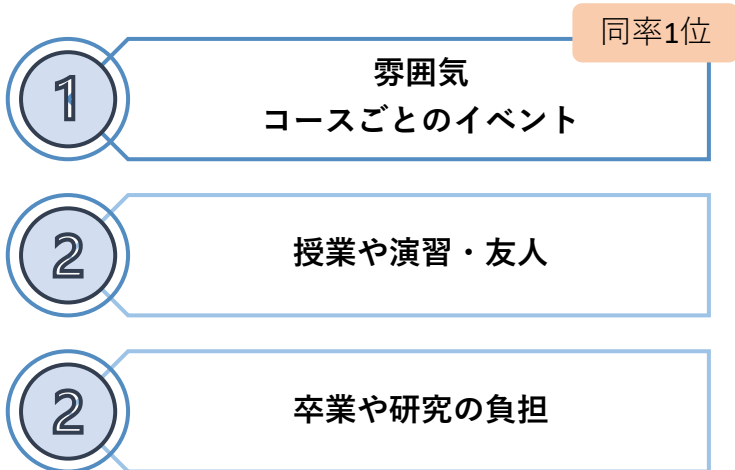 同率1位
1
雰囲気
コースごとのイベント
2
授業や演習・友人
2
卒業や研究の負担